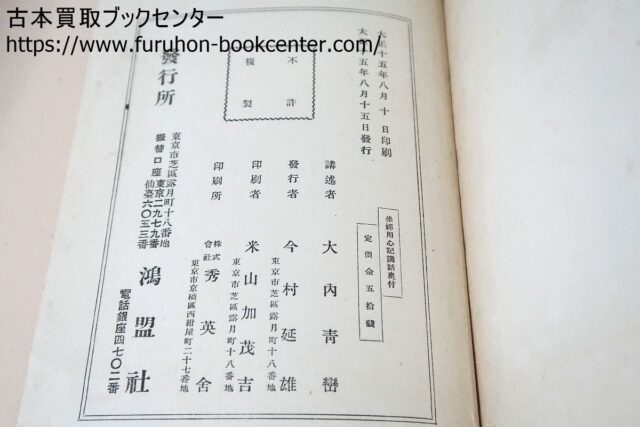 古本買取ブックセンター
https://www.furuhon-bookcenter.com/
大正十五年八月十日印刷
大正十五年八月十五日發行
不許
複製
坐禪用心記講話奥付
定價金五拾錢
講述者 大內青巒
發行者 今村延雄
東京市芝區露月町十八番地
印刷者 米山加茂吉
東京市芝區露月町十八番地
印刷所 株式會社 秀英舍
東京市京橋區西紺屋町二十七番地
發行所
東京市芝區露月町十八番地
鴻盟社
振替口座 東京二九七九番
仙臺六〇五三番
電話銀座四七〇二番